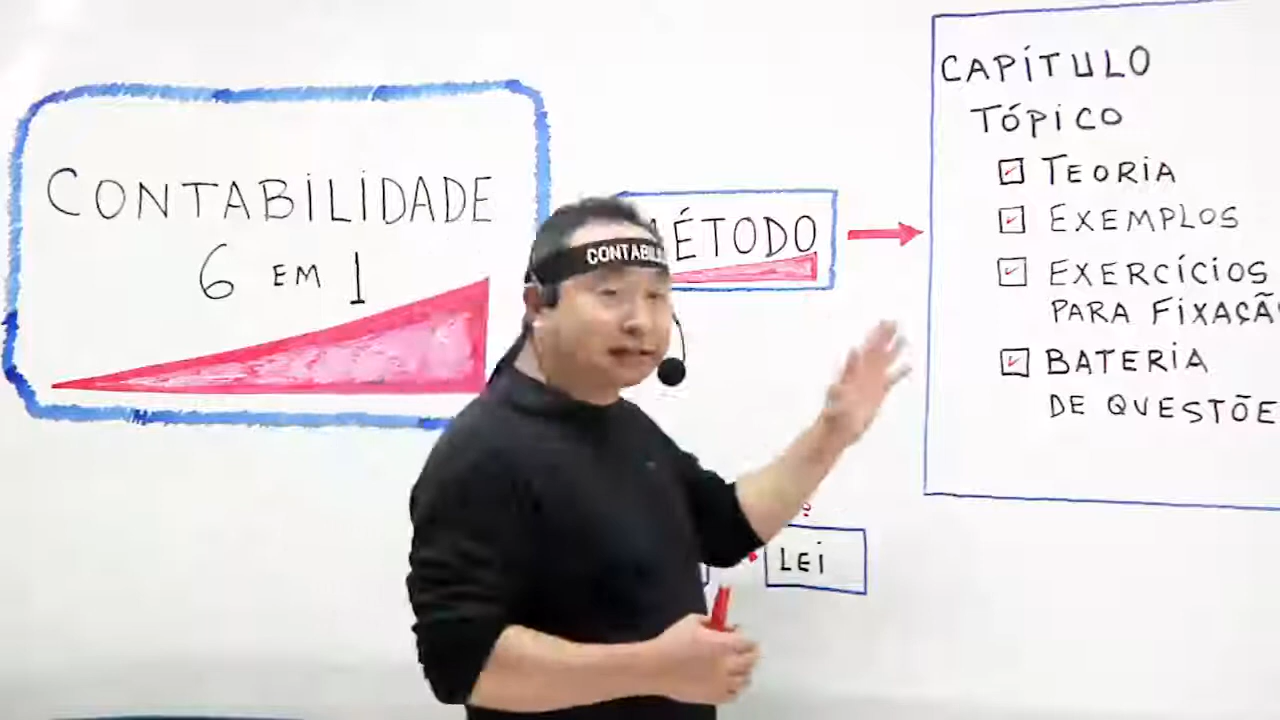 CONTABILIDADE
6 EM 1
MÉTODO
CONTABIL
CAPÍTULO
TÓPICO
TEORIA
EXEMPLOS
EXERCÍCIOS
PARA FIXAÇÃ
BATERIA
DE QUESTÕE
LEI